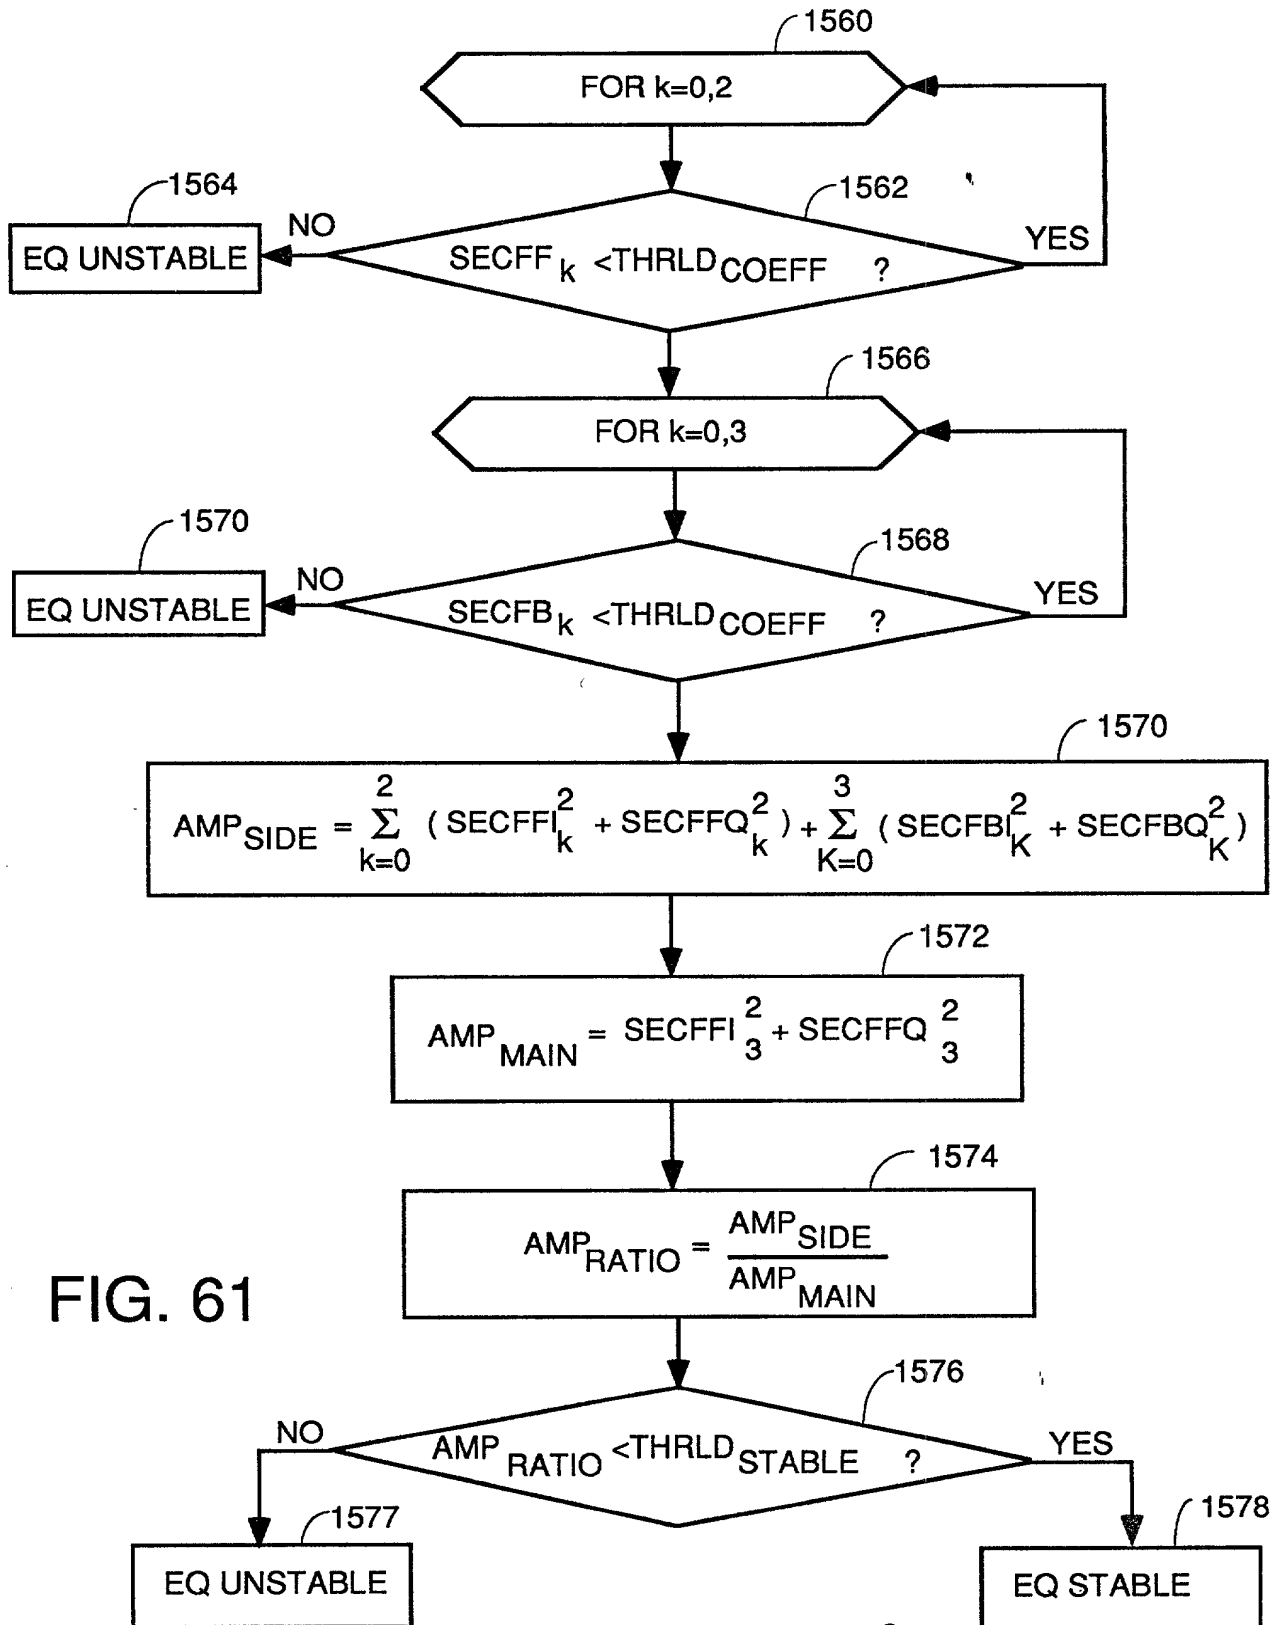 1560
FOR k=0,2
1564
1562
NO
YES
EQ UNSTABLE
SECFF k <THRLD COEFF ?
1566
FOR k=0,3
1570
1568
NO
YES
EQ UNSTABLE
SECFB k <THRLD COEFF ?
1570
AMP SIDE = 2 Σ k=0 ( SECFFI 2 k + SECFFQ 2 k ) + 3 Σ K=0 ( SECFBI 2 K + SECFBQ 2 K )
1572
AMP MAIN = SECFFI 2 3 + SECFFQ 2 3
1574
AMP RATIO = AMP SIDE
AMP MAIN
FIG. 61
1576
NO
YES
AMP RATIO <THRLD STABLE ?
1577
1578
EQ UNSTABLE
EQ STABLE